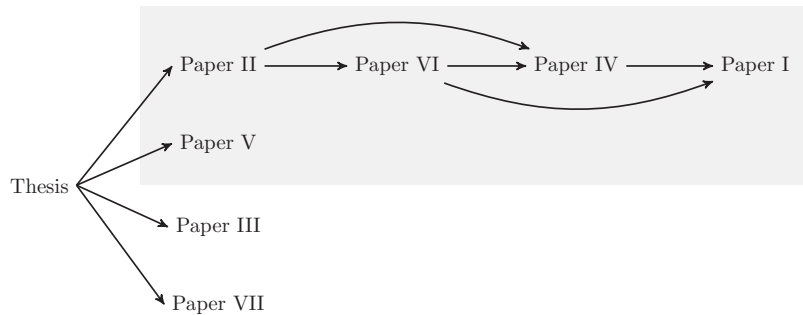 Paper II
Paper VI
Paper IV
Paper I
Paper V
Thesis
Paper III
Paper VII